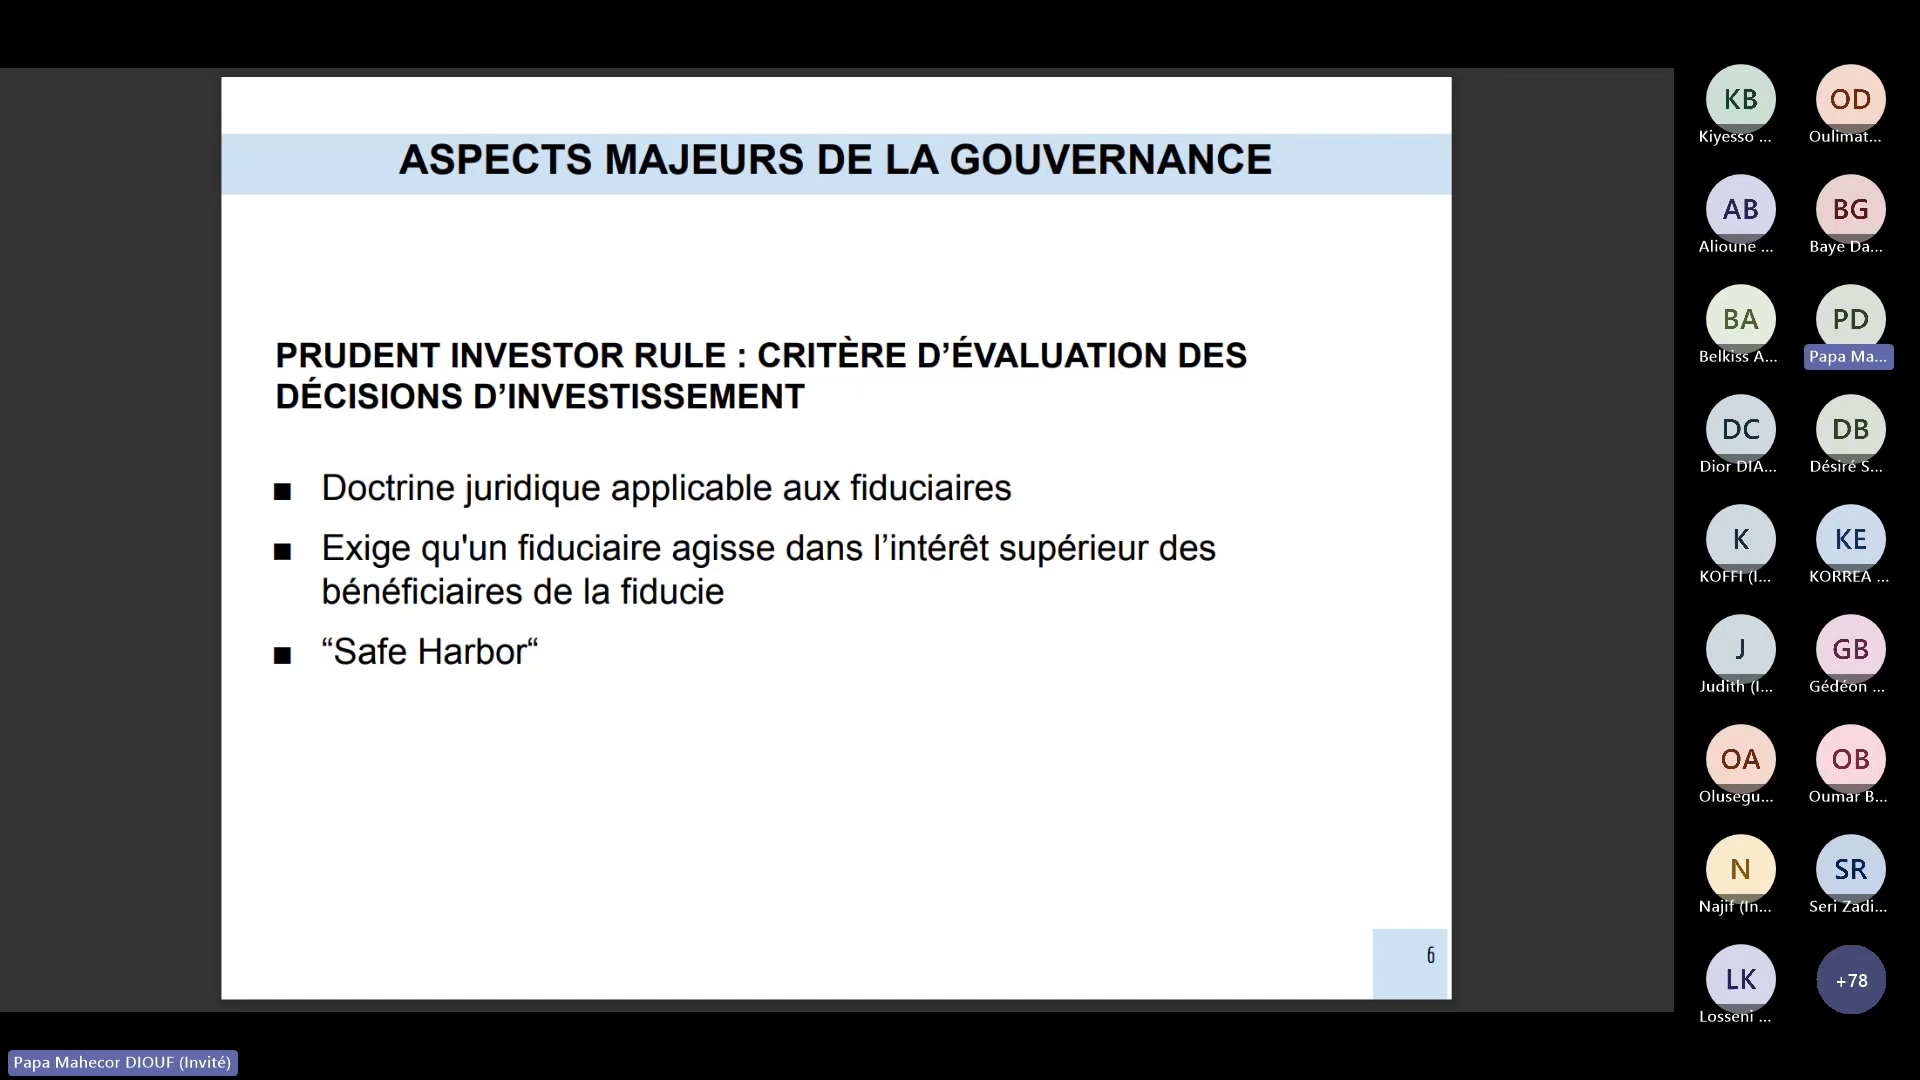 ASPECTS MAJEURS DE LA GOUVERNANCE
PRUDENT INVESTOR RULE : CRITÈRE D’ÉVALUATION DES
DÉCISIONS D’INVESTISSEMENT
■ Doctrine juridique applicable aux fiduciaires
■ Exige qu'un fiduciaire agisse dans l’intérêt supérieur des
bénéficiaires de la fiducie
■ “Safe Harbor“
6
KB
Kiyesso ...
OD
Oulimat...
AB
Alioune ...
BG
Baye Da...
BA
Belkiss A...
PD
Papa Ma...
DC
Dior DIA...
DB
Désiré S...
K
KOFFI (I...
KE
KORREA ...
J
Judith (I...
GB
Gédéon ...
OA
Olusegu...
OB
Oumar B...
N
Najif (In...
SR
Seri Zadi...
LK
Losseni ...
+78
Papa Mahecor DIOUF (Invité)